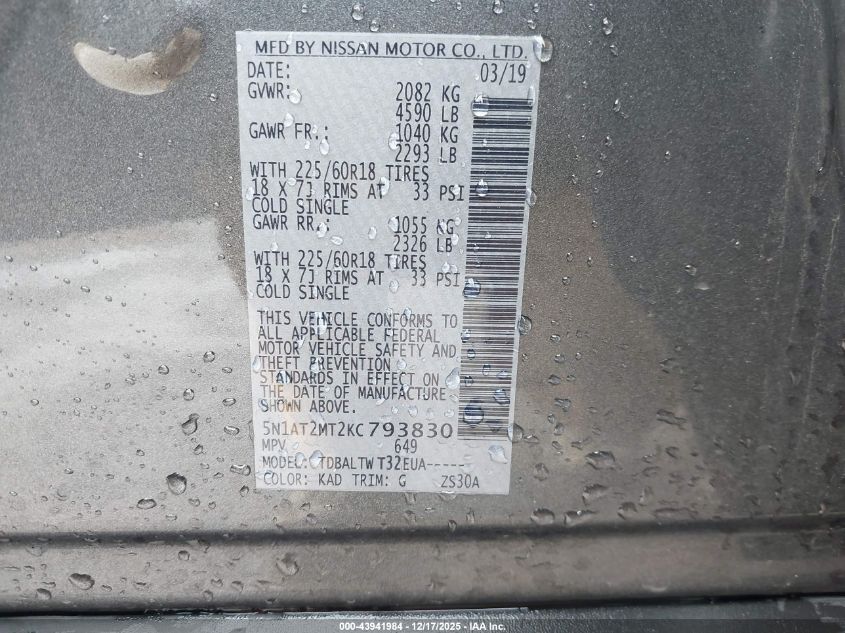 MFD BY NISSAN MOTOR CO., LTD.
DATE: 03/19
GVWR: 2082 KG
4590 LB
GAWR FR.: 1040 KG
2293 LB
WITH 225/60R18 TIRES
18 X 7J RIMS AT 33 PSI
COLD SINGLE
GAWR RR.: 1055 KG
2326 LB
WITH 225/60R18 TIRES
18 X 7J RIMS AT 33 PSI
COLD SINGLE
THIS VEHICLE CONFORMS TO
ALL APPLICABLE FEDERAL
MOTOR VEHICLE SAFETY AND
THEFT PREVENTION
STANDARDS IN EFFECT ON
THE DATE OF MANUFACTURE
SHOWN ABOVE.
5N1AT2MT2KC793830
MPV 649
MODEL: TDBALTW T32EUA-----
COLOR: KAD TRIM: G ZS30A
000-43941984 - 12/17/2025 - IAA Inc.